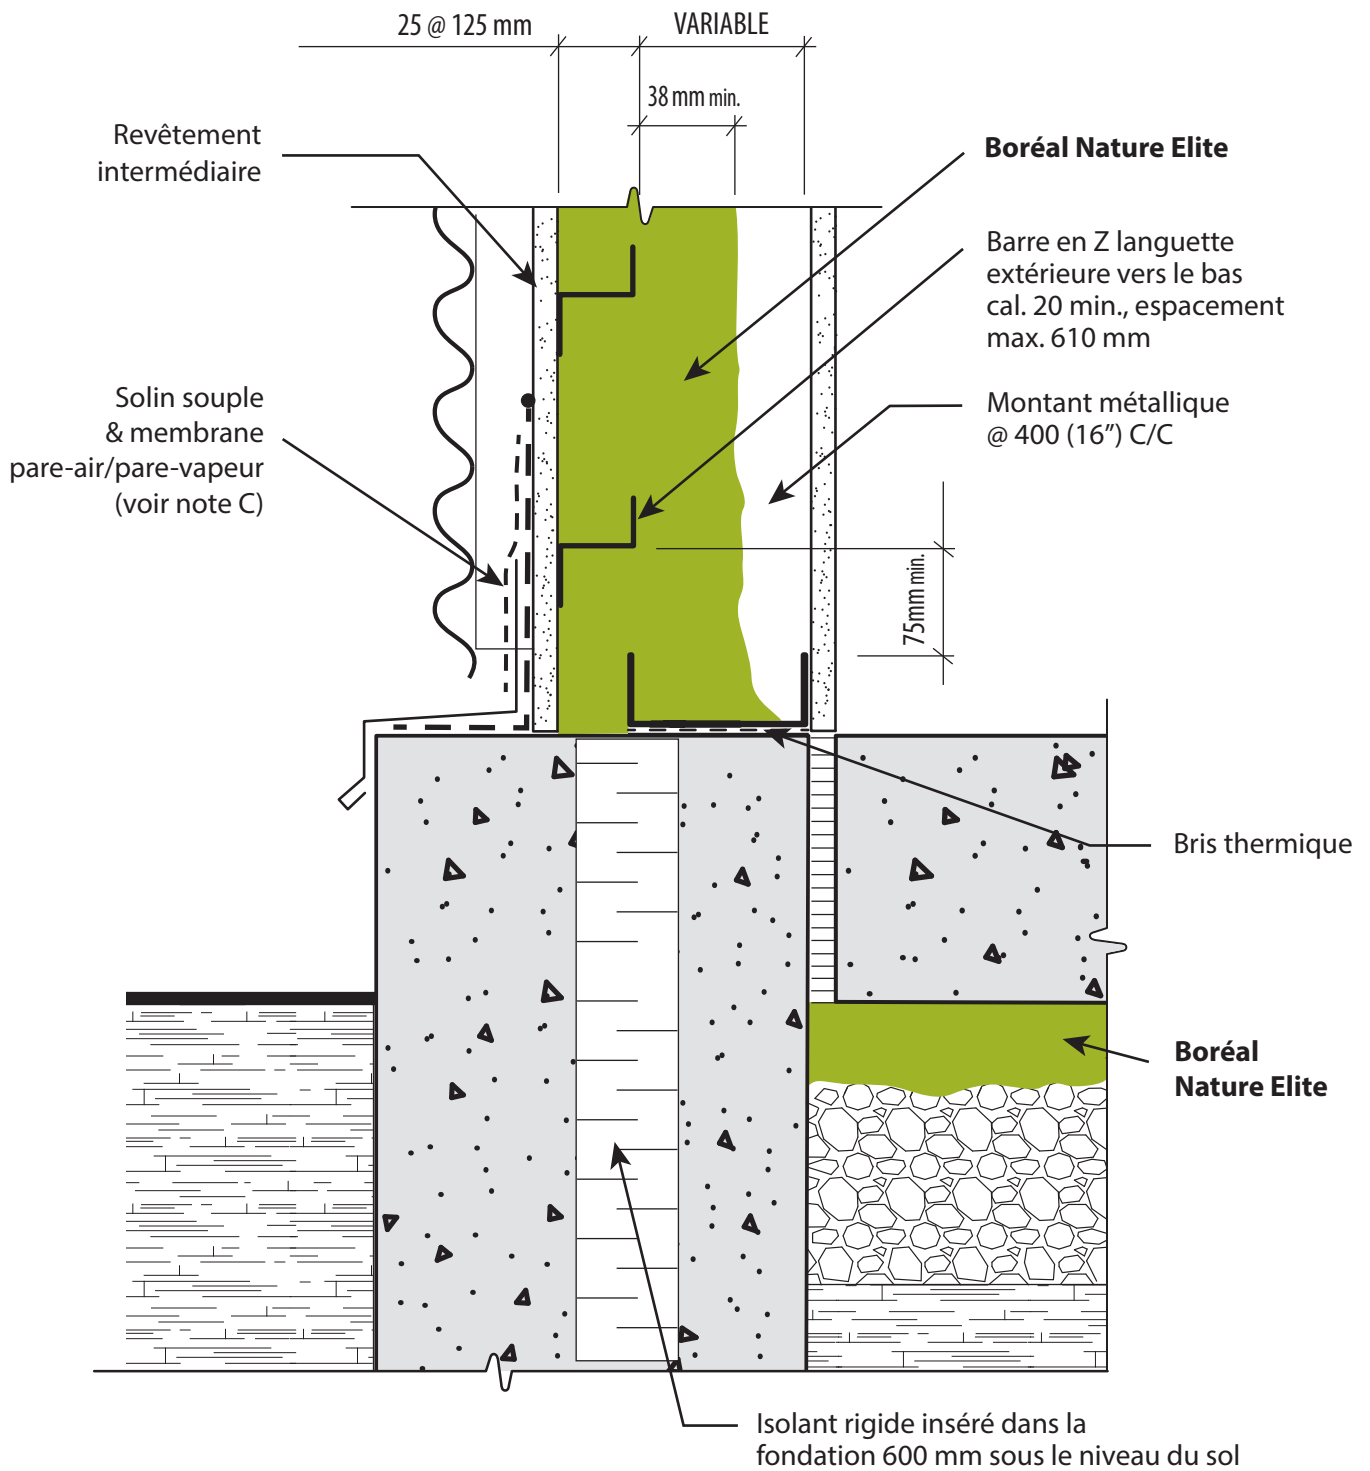 25 @ 125 mm
VARIABLE
38 mm min.
Revêtement
intermédiaire
Boréal Nature Elite
Barre en Z languette
extérieure vers le bas
cal. 20 min., espacement
max. 610 mm
Solin souple
& membrane
pare-air/pare-vapeur
(voir note C)
Montant métallique
@ 400 (16”) C/C
75mm min.
Bris thermique
Boréal
Nature Elite
Isolant rigide inséré dans la
fondation 600 mm sous le niveau du sol